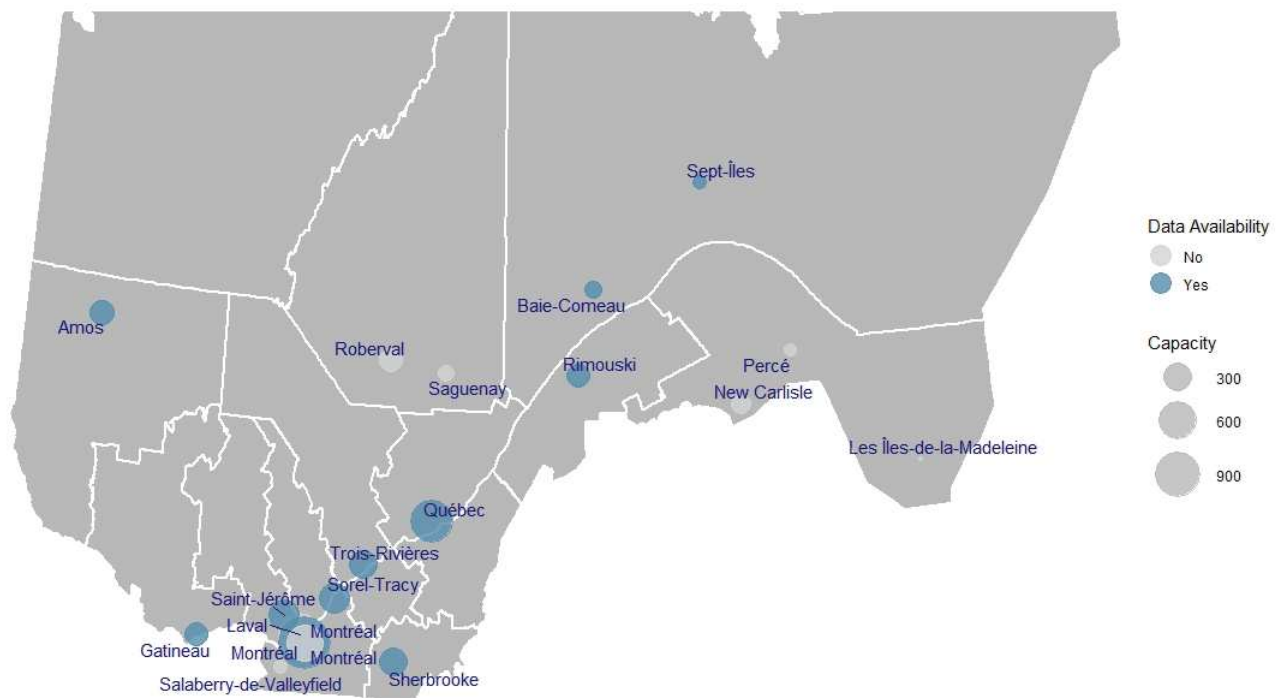 Sept-Îles
Data Availability
No
Yes
Baie-Comeau
Amos
Roberval
Saguenay
Rimouski
Percé
New Carlisle
Capacity
300
600
900
Les Îles-de-la-Madeleine
Québec
Trois-Rivières
Sorel-Tracy
Saint-Jérôme
Laval
Montréal
Gatineau
Montréal
Montréal
Sherbrooke
Salaberry-de-Valleyfield